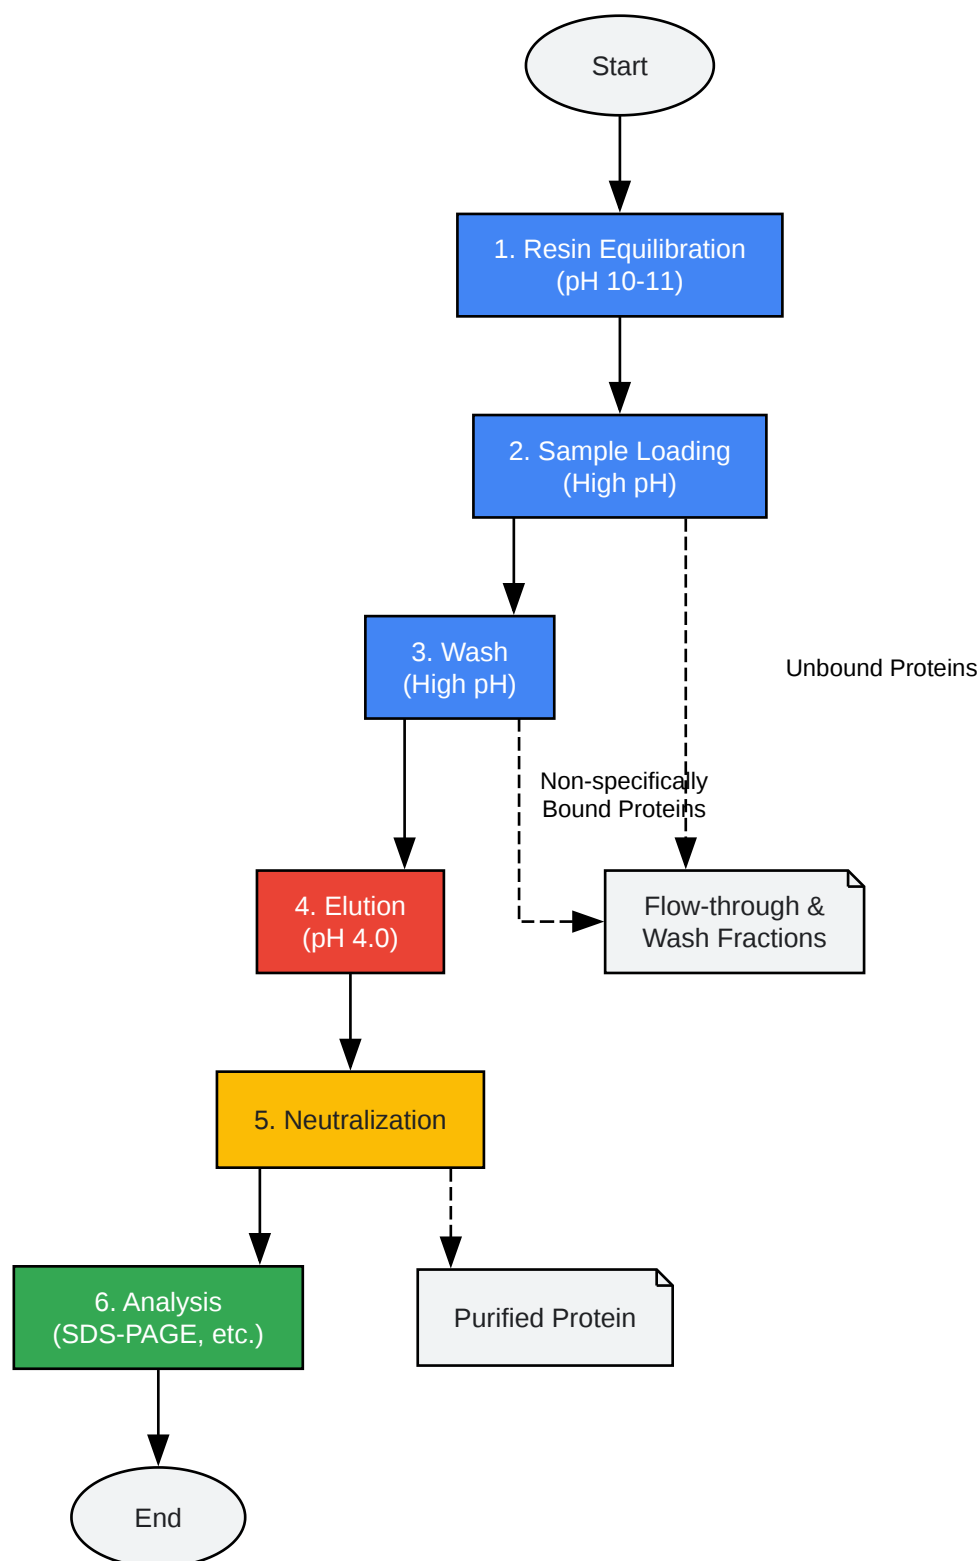 Start
1. Resin Equilibration
(pH 10-11)
2. Sample Loading
(High pH)
3. Wash
(High pH)
Unbound Proteins
Non-specifically
Bound Proteins
4. Elution
(pH 4.0)
Flow-through &
Wash Fractions
5. Neutralization
6. Analysis
(SDS-PAGE, etc.)
Purified Protein
End